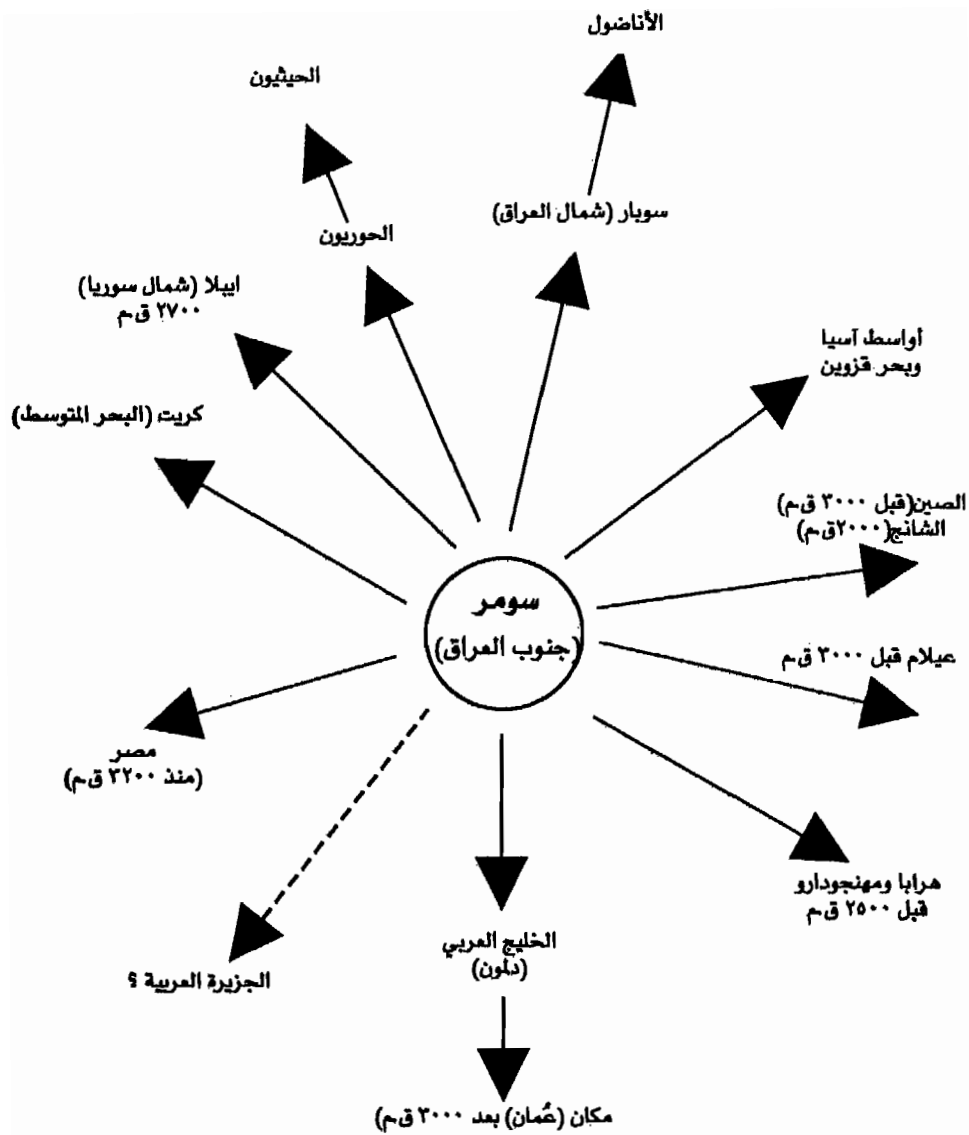 الأناضول
الحيثيون
سوبار (شمال العراق)
الحوريون
ايبلا (شمال سوريا)
٢٧٠٠ ق.م
أواسط آسيا
وبحر قزوين
كريت (البحر المتوسط)
الصين(قبل ٣٠٠٠ ق.م)
الشانج(٢٠٠٠ق.م)
سومر
(جنوب العراق)
عيلام قبل ٣٠٠٠ ق.م
مصر
(منذ ٣٢٠٠ ق.م)
هرابا ومهنجودارو
قبل ٢٥٠٠ ق.م
الخليج العربي
(دلمون)
الجزيرة العربية ؟
مكان (عُمان) بعد ٣٠٠٠ ق.م)